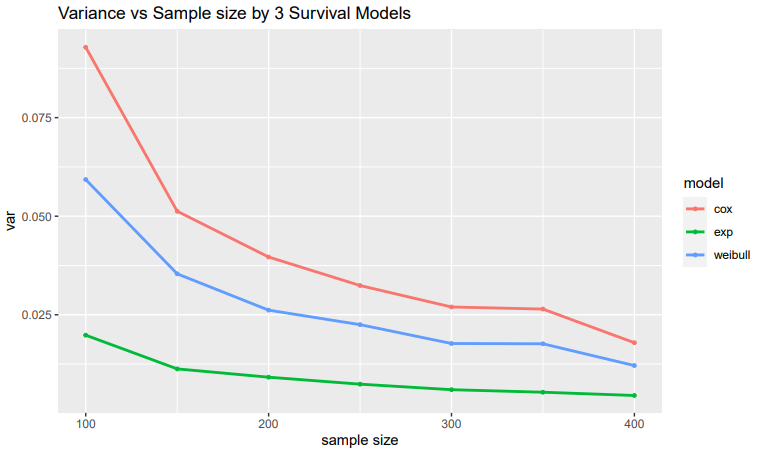 Variance vs Sample size by 3 Survival Models
0.075
0.050
0.025
var
100
200
300
400
sample size
model
cox
exp
weibull